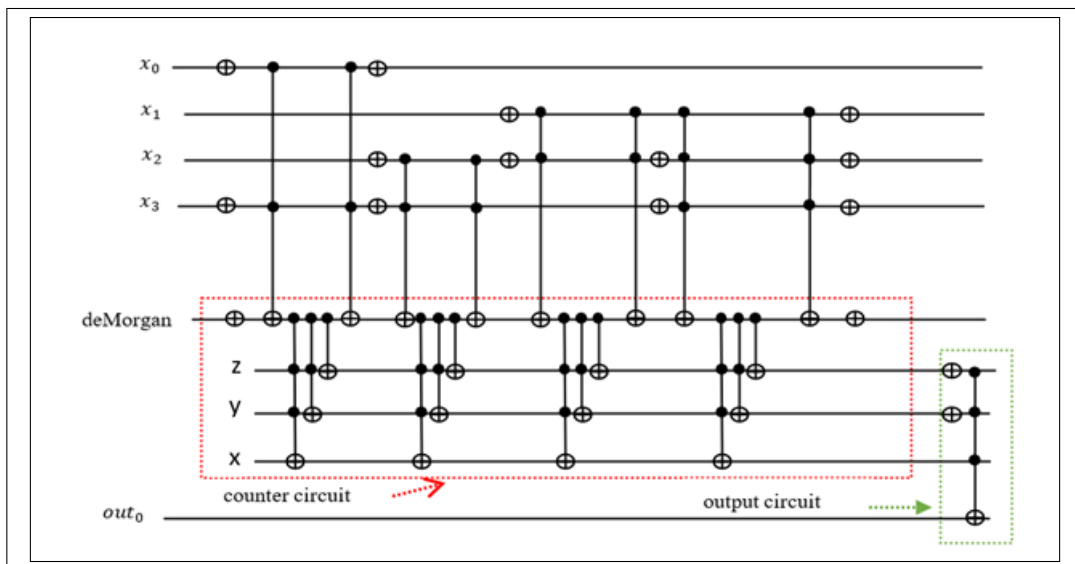 x₀
x₁
x₂
x₃
deMorgan
z
y
x
counter circuit
output circuit
out₀